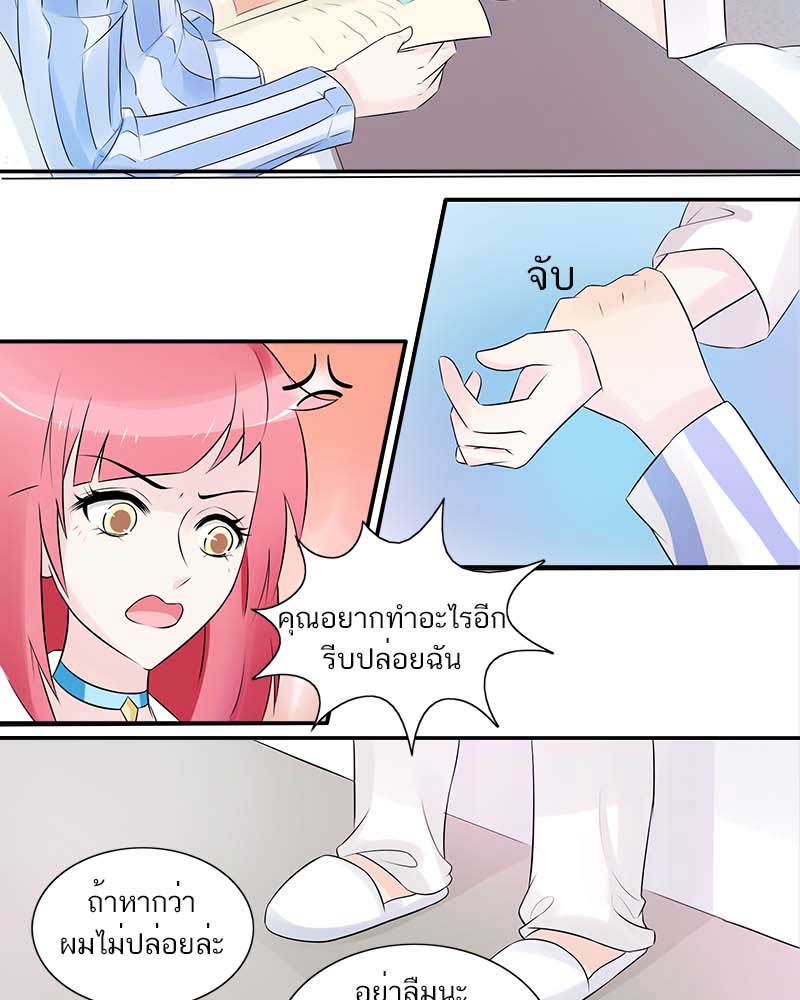 จับ
คุณอยากทำอะไรอีก
รีบปล่อยฉัน
ถ้าหากว่า
ผมไม่ปล่อยล่ะ
อย่าลืมนะ